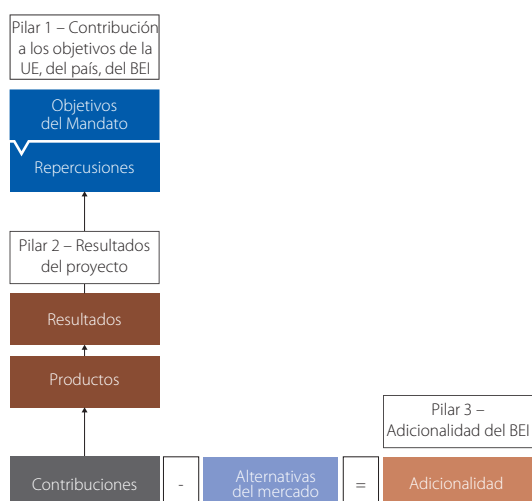 Pilar 1 – Contribución
a los objetivos de la
UE, del país, del BEI
Objetivos
del Mandato
Repercusiones
Pilar 2 – Resultados
del proyecto
Resultados
Productos
Pilar 3 –
Adicionalidad del BEI
Contribuciones
-
Alternativas
del mercado
=
Adicionalidad